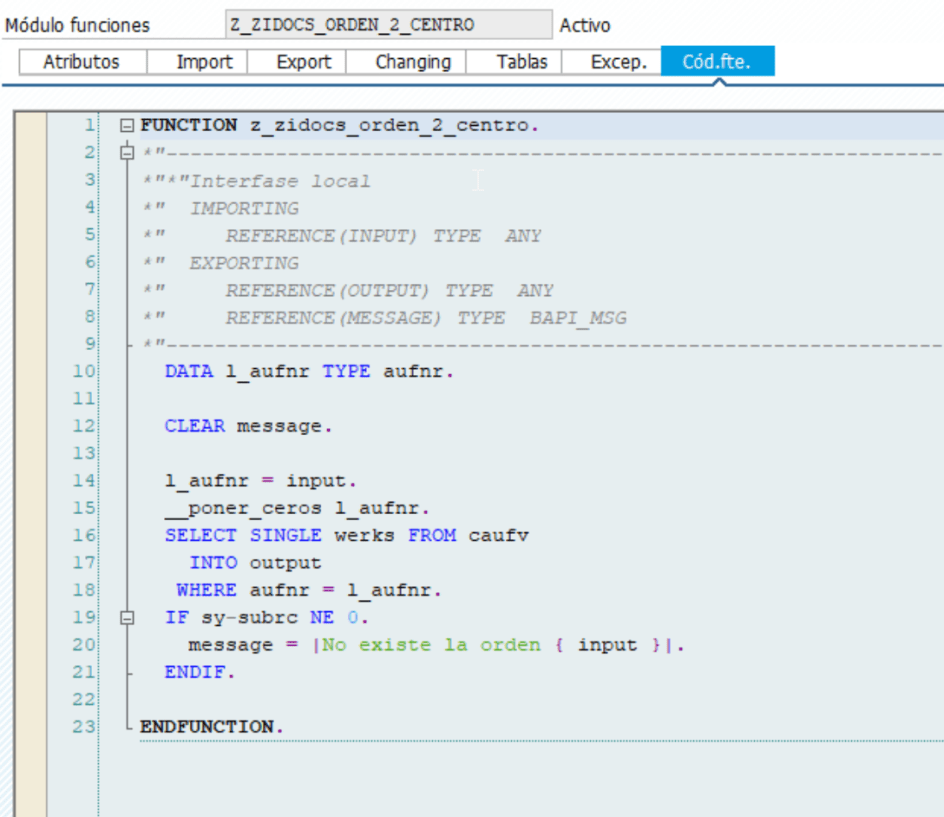 Módulo funciones Z_ZIDOCS_ORDEN_2_CENTRO Activo
Atributos Import Export Changing Tablas Excep. Cód.fte.
1 FUNCTION z_zidocs_orden_2_centro.
2 *"----------------------------------------------------------------------
3 *"*"Interfase local
4 *"  IMPORTING
5 *"     REFERENCE(INPUT) TYPE  ANY
6 *"  EXPORTING
7 *"     REFERENCE(OUTPUT) TYPE  ANY
8 *"     REFERENCE(MESSAGE) TYPE  BAPI_MSG
9 *"----------------------------------------------------------------------
10   DATA l_aufnr TYPE aufnr.
11
12   CLEAR message.
13
14   l_aufnr = input.
15   __poner_ceros l_aufnr.
16   SELECT SINGLE werks FROM caufv
17     INTO output
18    WHERE aufnr = l_aufnr.
19   IF sy-subrc NE 0.
20     message = |No existe la orden { input }|.
21   ENDIF.
22
23 ENDFUNCTION.